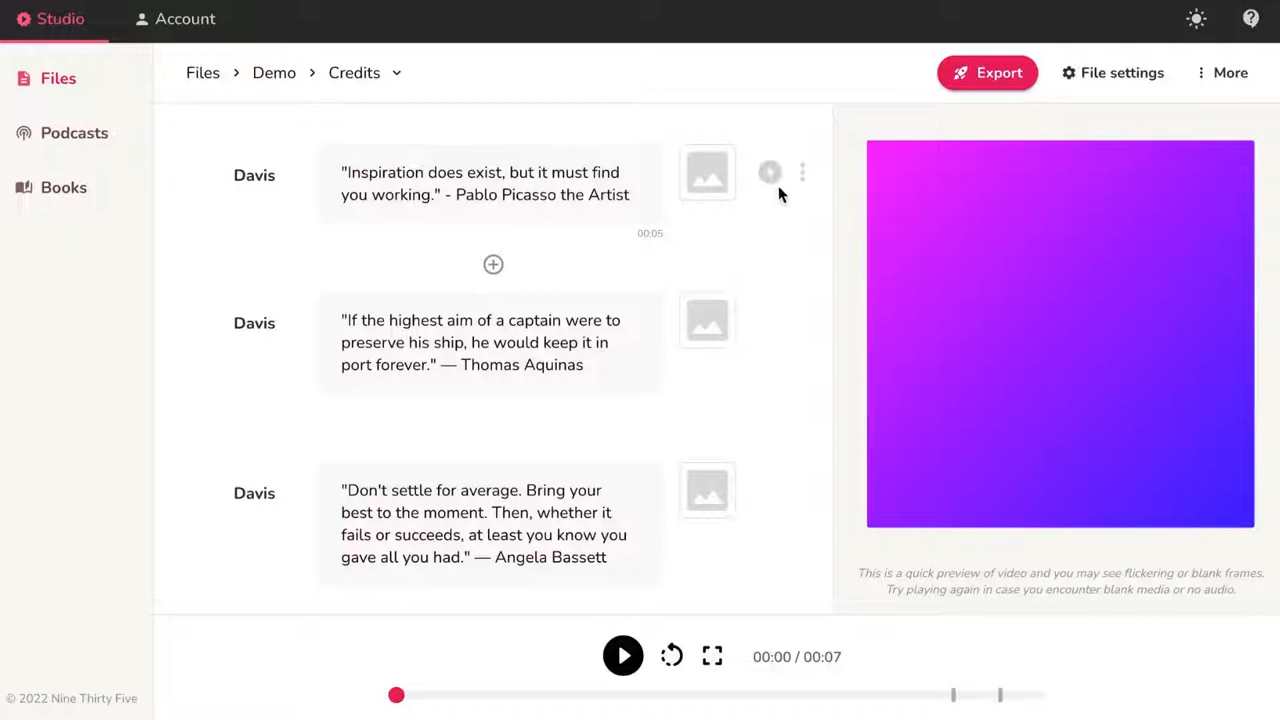 Studio
Account
Files
Podcasts
Books
© 2022 Nine Thirty Five
Files > Demo > Credits
Export
File settings
More
Davis
"Inspiration does exist, but it must find
you working." - Pablo Picasso the Artist
00:05
Davis
"If the highest aim of a captain were to
preserve his ship, he would keep it in
port forever." — Thomas Aquinas
Davis
"Don't settle for average. Bring your
best to the moment. Then, whether it
fails or succeeds, at least you know you
gave all you had." — Angela Bassett
This is a quick preview of video and you may see flickering or blank frames.
Try playing again in case you encounter blank media or no audio.
00:00 / 00:07